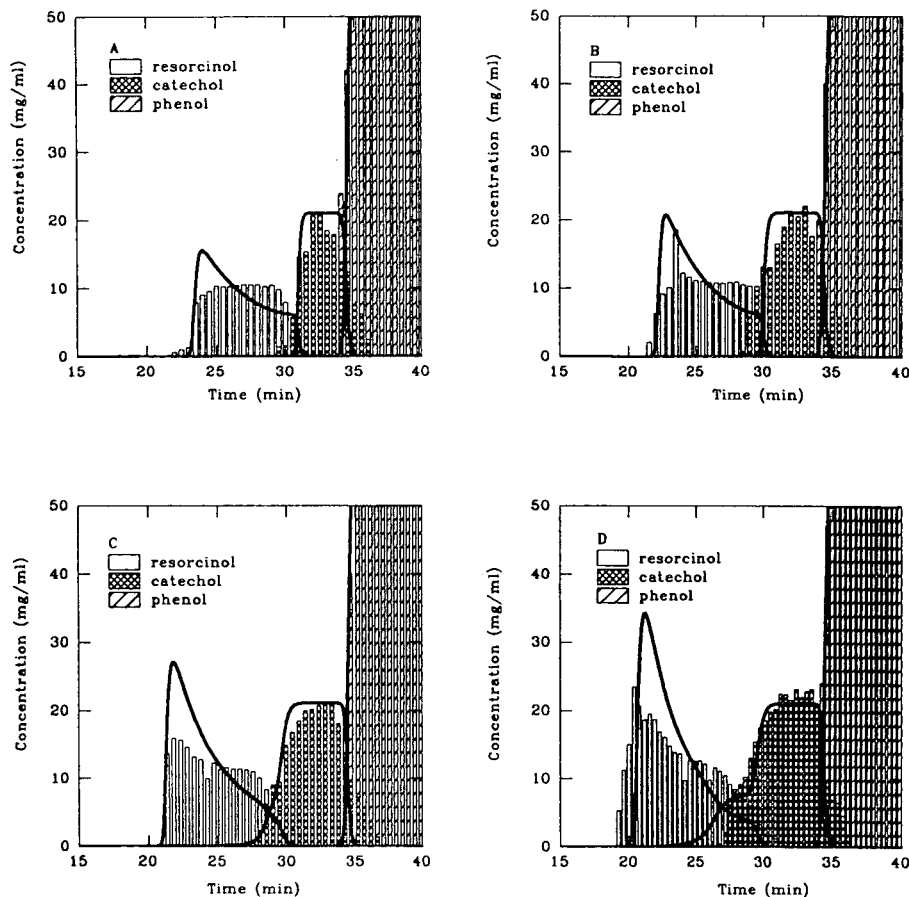 50
40
30
20
10
0
Concentration (mg/ml)
A
resorcinol
catechol
phenol
15 20 25 30 35 40
Time (min)
50
40
30
20
10
0
Concentration (mg/ml)
B
resorcinol
catechol
phenol
15 20 25 30 35 40
Time (min)
50
40
30
20
10
0
Concentration (mg/ml)
C
resorcinol
catechol
phenol
15 20 25 30 35 40
Time (min)
50
40
30
20
10
0
Concentration (mg/ml)
D
resorcinol
catechol
phenol
15 20 25 30 35 40
Time (min)